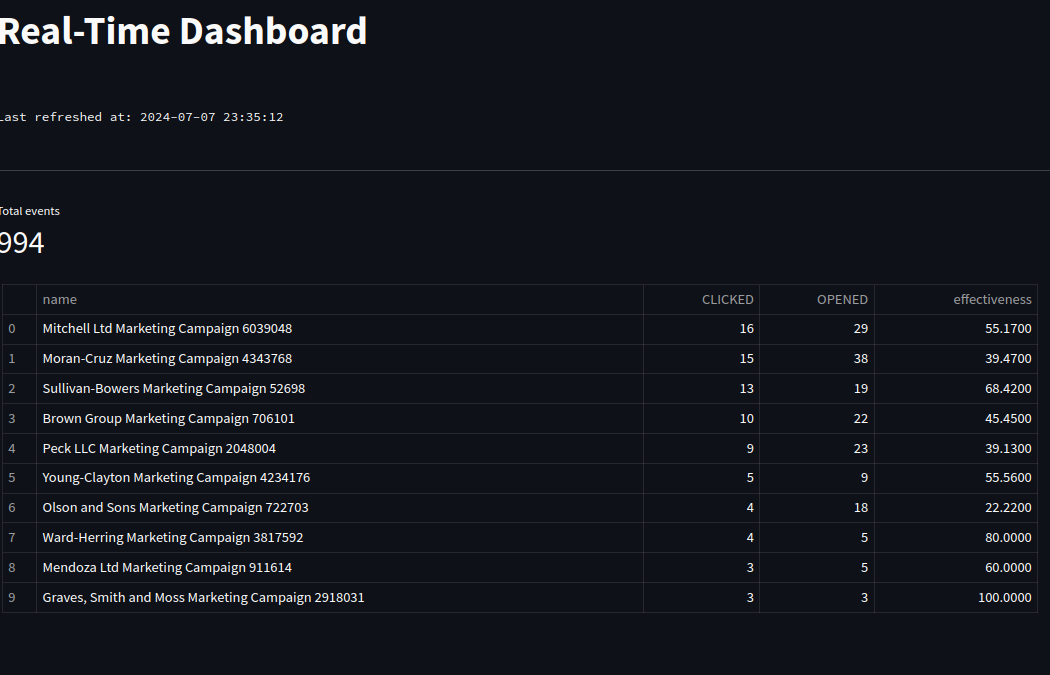 Real-Time Dashboard
Last refreshed at: 2024-07-07 23:35:12
Total events
994
name CLICKED OPENED effectiveness
0 Mitchell Ltd Marketing Campaign 6039048 16 29 55.1700
1 Moran-Cruz Marketing Campaign 4343768 15 38 39.4700
2 Sullivan-Bowers Marketing Campaign 52698 13 19 68.4200
3 Brown Group Marketing Campaign 706101 10 22 45.4500
4 Peck LLC Marketing Campaign 2048004 9 23 39.1300
5 Young-Clayton Marketing Campaign 4234176 5 9 55.5600
6 Olson and Sons Marketing Campaign 722703 4 18 22.2200
7 Ward-Herring Marketing Campaign 3817592 4 5 80.0000
8 Mendoza Ltd Marketing Campaign 911614 3 5 60.0000
9 Graves, Smith and Moss Marketing Campaign 2918031 3 3 100.0000